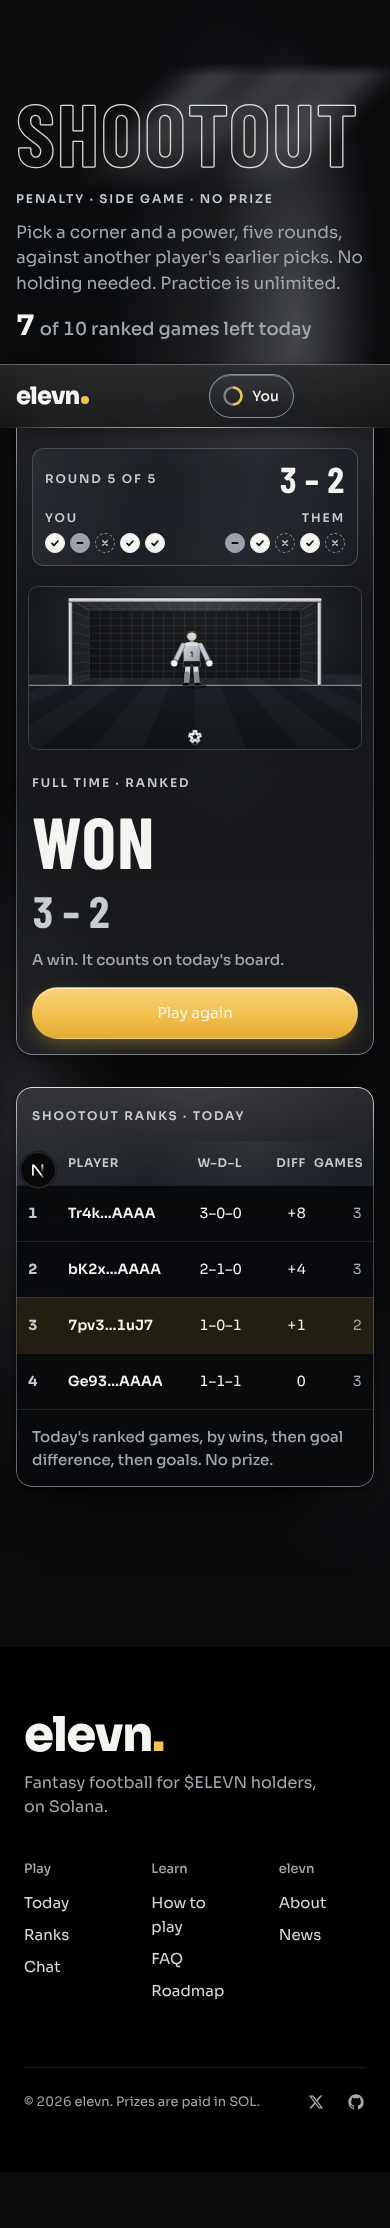 SHOOTOUT
PENALTY · SIDE GAME · NO PRIZE
Pick a corner and a power, five rounds,
against another player's earlier picks. No
holding needed. Practice is unlimited.
7 of 10 ranked games left today
elevn.
You
ROUND 5 OF 5
3 – 2
YOU
THEM
1
FULL TIME · RANKED
WON
3 – 2
A win. It counts on today's board.
Play again
SHOOTOUT RANKS · TODAY
N PLAYER W–D–L DIFF GAMES
1 Tr4k...AAAA 3–0–0 +8 3
2 bK2x...AAAA 2–1–0 +4 3
3 7pv3...1uJ7 1–0–1 +1 2
4 Ge93...AAAA 1–1–1 0 3
Today's ranked games, by wins, then goal
difference, then goals. No prize.
elevn.
Fantasy football for $ELEVN holders,
on Solana.
Play
Today
Ranks
Chat
Learn
How to
play
FAQ
Roadmap
elevn
About
News
© 2026 elevn. Prizes are paid in SOL.